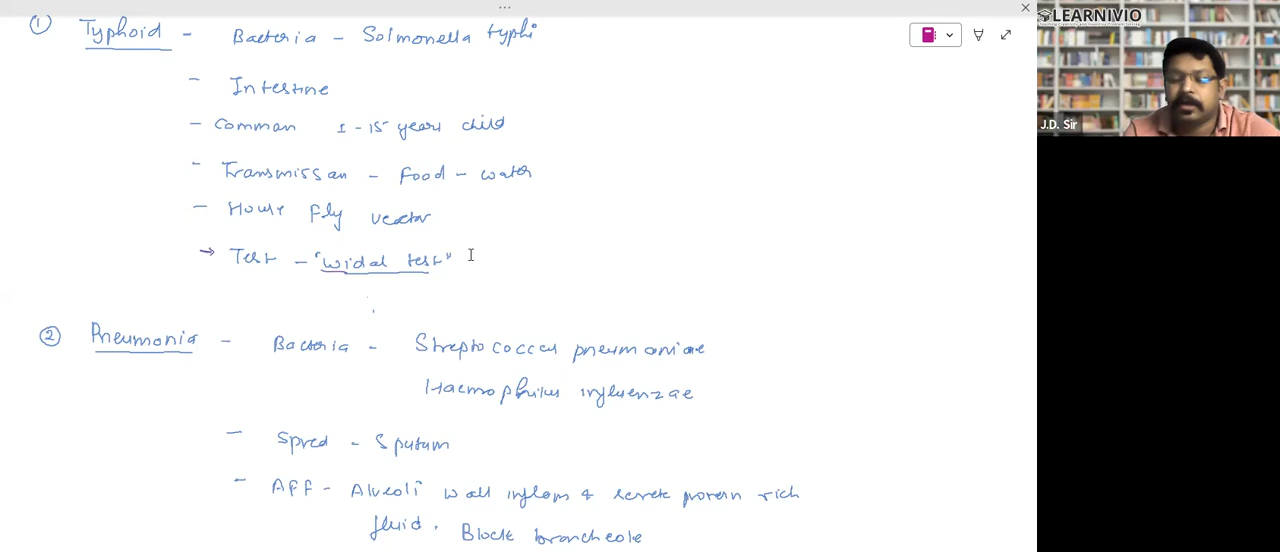 ① Typhoid - Bacteria - Solmonella typhi
- Intestine
- Common 1-15 years child
- Transmissan - Food - water
- House fly vector
→ Test - "widal test"
② Pneumonia - Bacteria - Streptococcus pneumoniae
Haemophilus influenzae
- Spred - Sputum
- Aff - Alveoli wall inflam & secrete protein rich
fluid. Block broncheole
LEARNIVIO
J.D. Sir